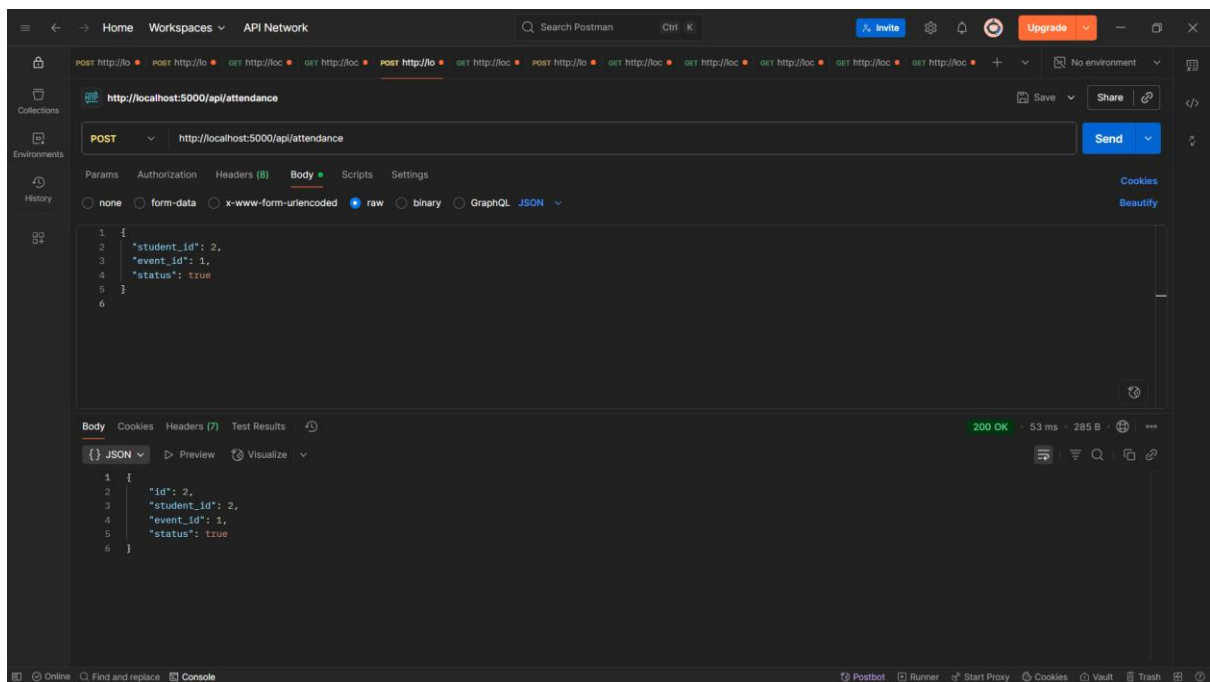 Home Workspaces API Network Search Postman Ctrl K Invite Upgrade
POST http://lo POST http://lo GET http://loc GET http://loc POST http://lo GET http://loc POST http://lo GET http://loc GET http://loc GET http://loc GET http://loc GET http://loc No environment
HTTP http://localhost:5000/api/attendance Save Share
Collections
POST http://localhost:5000/api/attendance Send
Environments
Params Authorization Headers (8) Body Scripts Settings Cookies
History
none form-data x-www-form-urlencoded raw binary GraphQL JSON Beautify
1 {
2 "student_id": 2,
3 "event_id": 1,
4 "status": true
5 }
6
Body Cookies Headers (7) Test Results 200 OK 53 ms 285 B
{} JSON Preview Visualize
1 {
2 "id": 2,
3 "student_id": 2,
4 "event_id": 1,
5 "status": true
6 }
Online Find and replace Console Postbot Runner Start Proxy Cookies Vault Trash